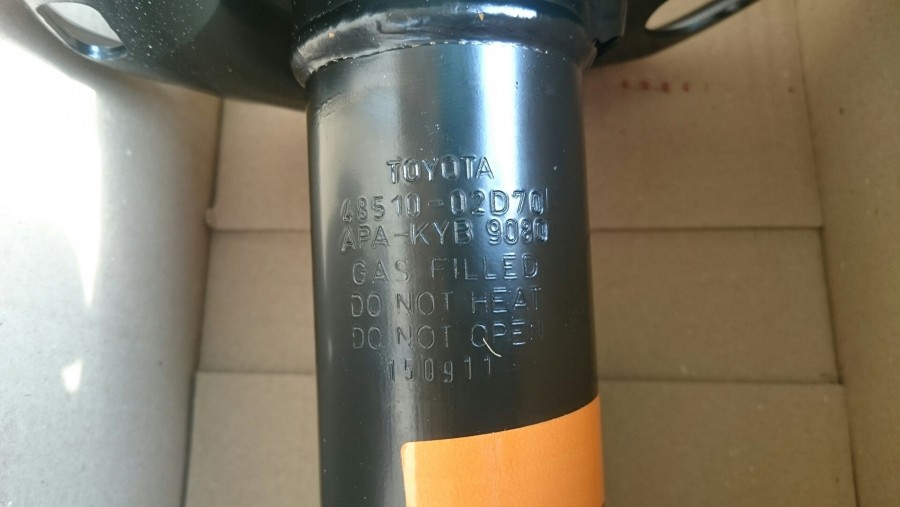 TOYOTA
48510-02D70
APA-KYB 9080
GAS FILLED
DO NOT HEAT
DO NOT OPEN
150911